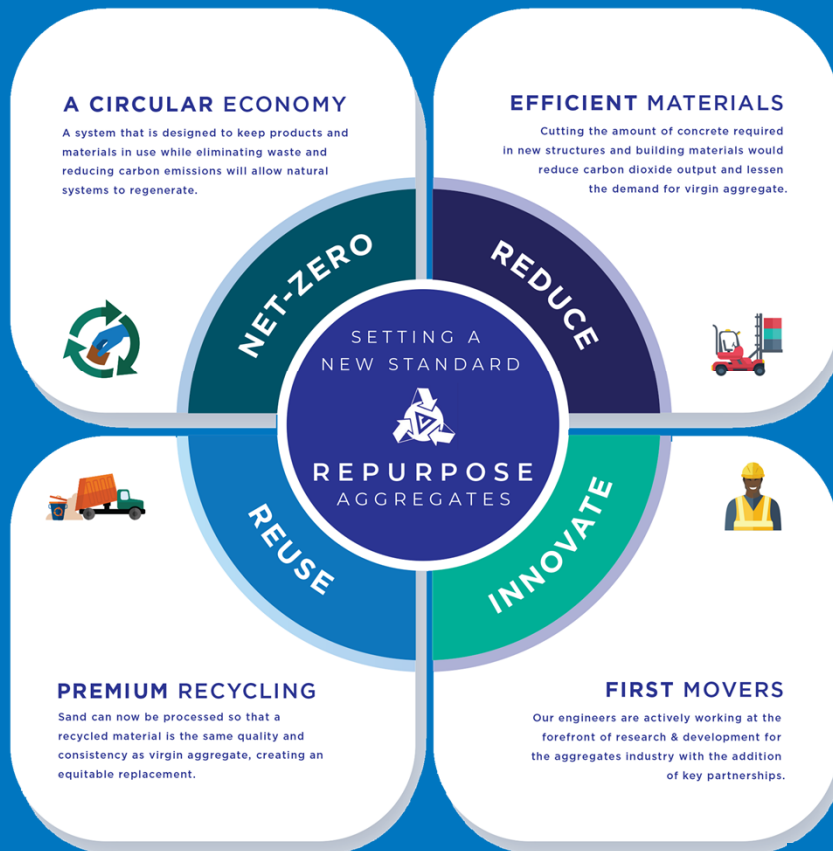 A CIRCULAR ECONOMY
A system that is designed to keep products and
materials in use while eliminating waste and
reducing carbon emissions will allow natural
systems to regenerate.
EFFICIENT MATERIALS
Cutting the amount of concrete required
in new structures and building materials would
reduce carbon dioxide output and lessen
the demand for virgin aggregate.
NET-ZERO
REDUCE
SETTING A
NEW STANDARD
REPURPOSE
AGGREGATES
REUSE
INNOVATE
PREMIUM RECYCLING
Sand can now be processed so that a
recycled material is the same quality and
consistency as virgin aggregate, creating an
equitable replacement.
FIRST MOVERS
Our engineers are actively working at the
forefront of research & development for
the aggregates industry with the addition
of key partnerships.